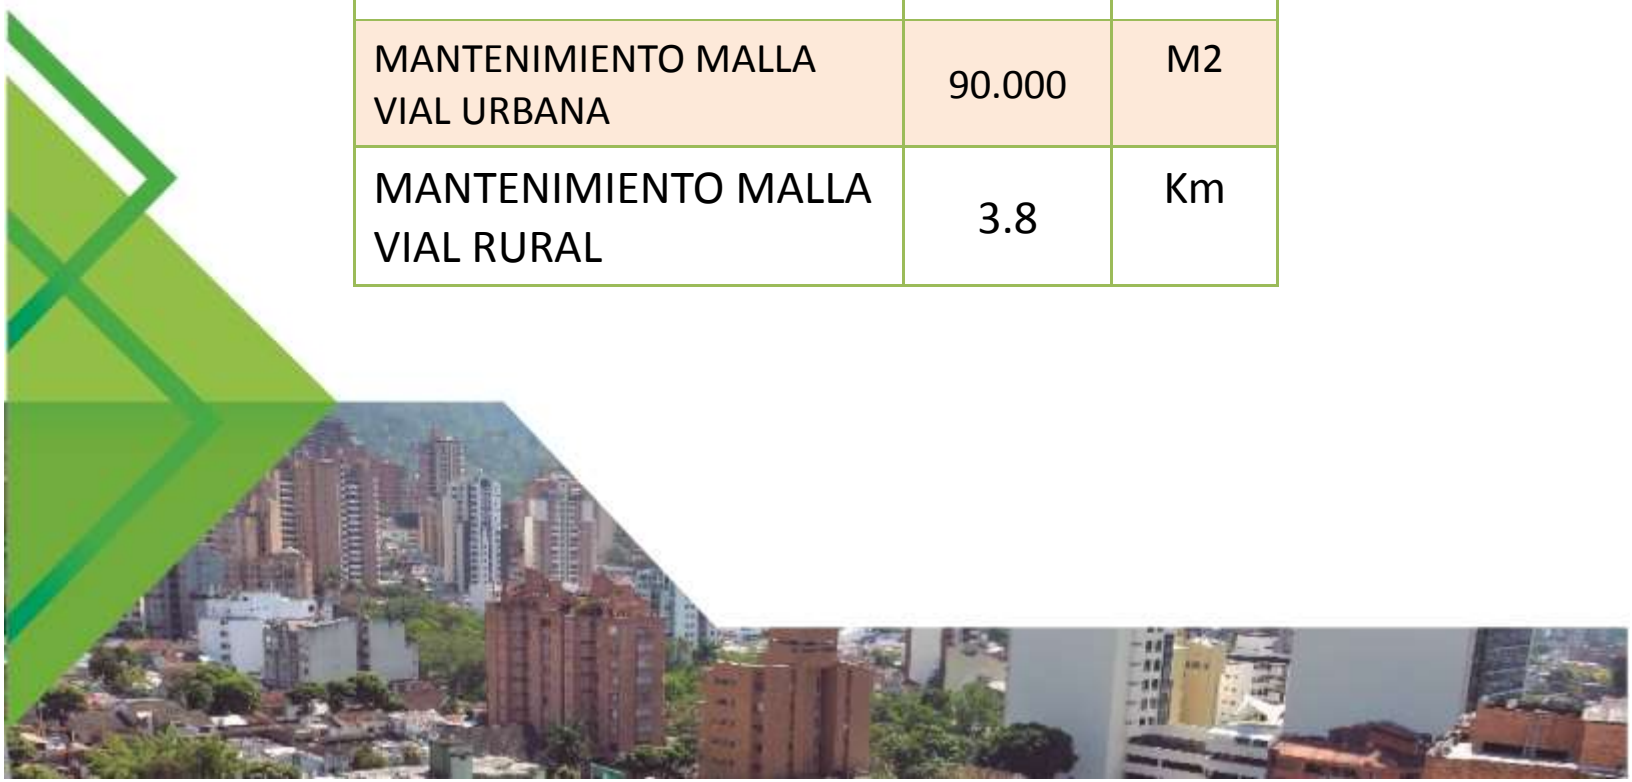 MANTENIMIENTO MALLA
VIAL URBANA
90.000
M2
MANTENIMIENTO MALLA
VIAL RURAL
3.8
Km